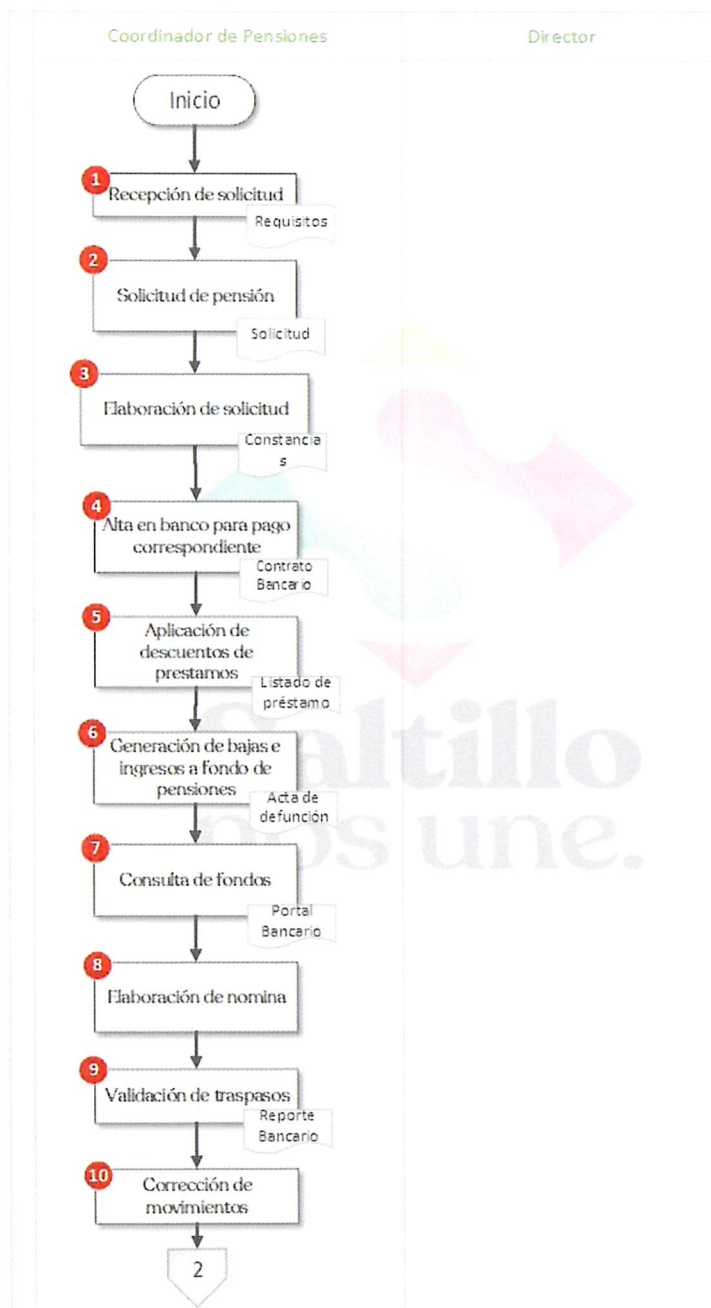 Coordinador de Pensiones
Director
Inicio
1
Recepción de solicitud
Requisitos
2
Solicitud de pensión
Solicitud
3
Elaboración de solicitud
Constancia
s
4
Alta en banco para pago
correspondiente
Contrato
Bancario
5
Aplicación de
descuentos de
prestamos
Listado de
préstamo
6
Generación de bajas e
ingresos a fondo de
pensiones
Acta de
defunción
7
Consulta de fondos
Portal
Bancario
8
Elaboración de nomina
9
Validación de traspasos
Reporte
Bancario
10
Corrección de
movimientos
2
Saltillo
nos une.